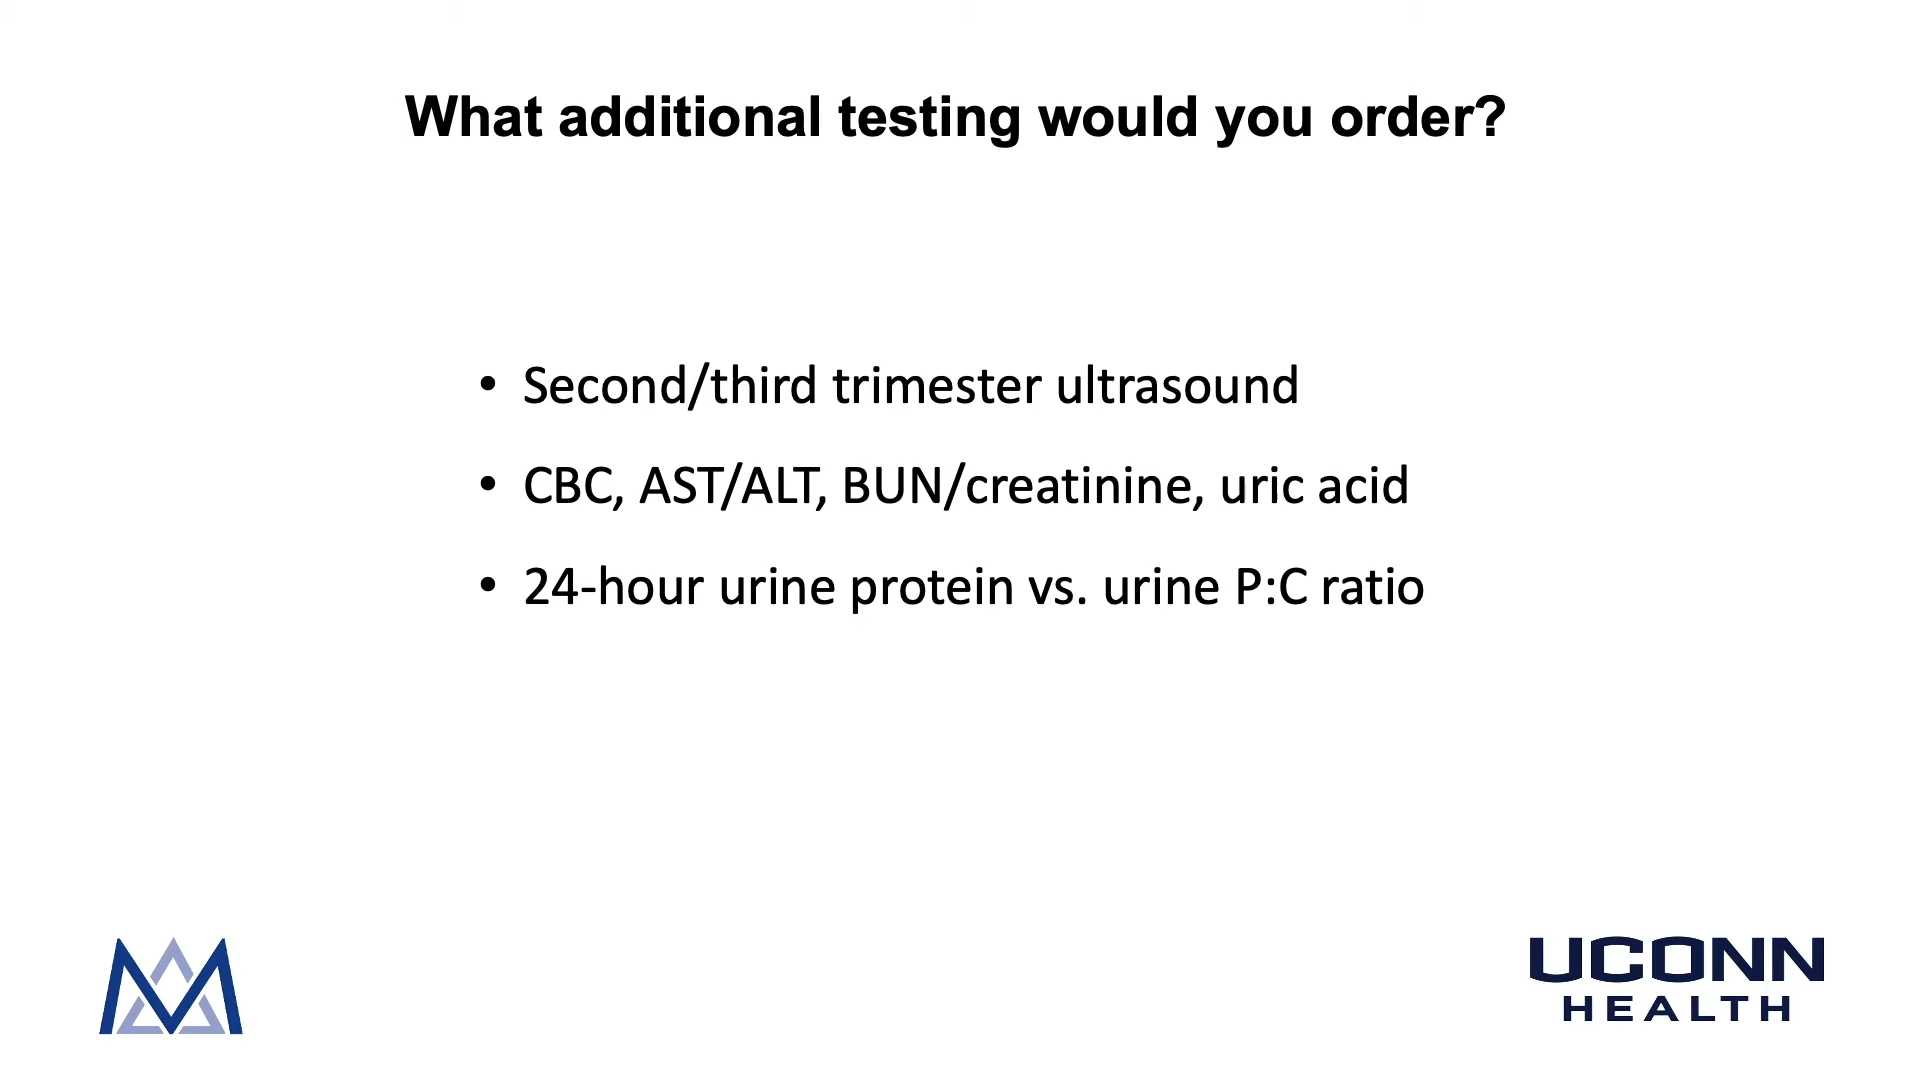 What additional testing would you order?
• Second/third trimester ultrasound
• CBC, AST/ALT, BUN/creatinine, uric acid
• 24-hour urine protein vs. urine P:C ratio
UCONN
HEALTH